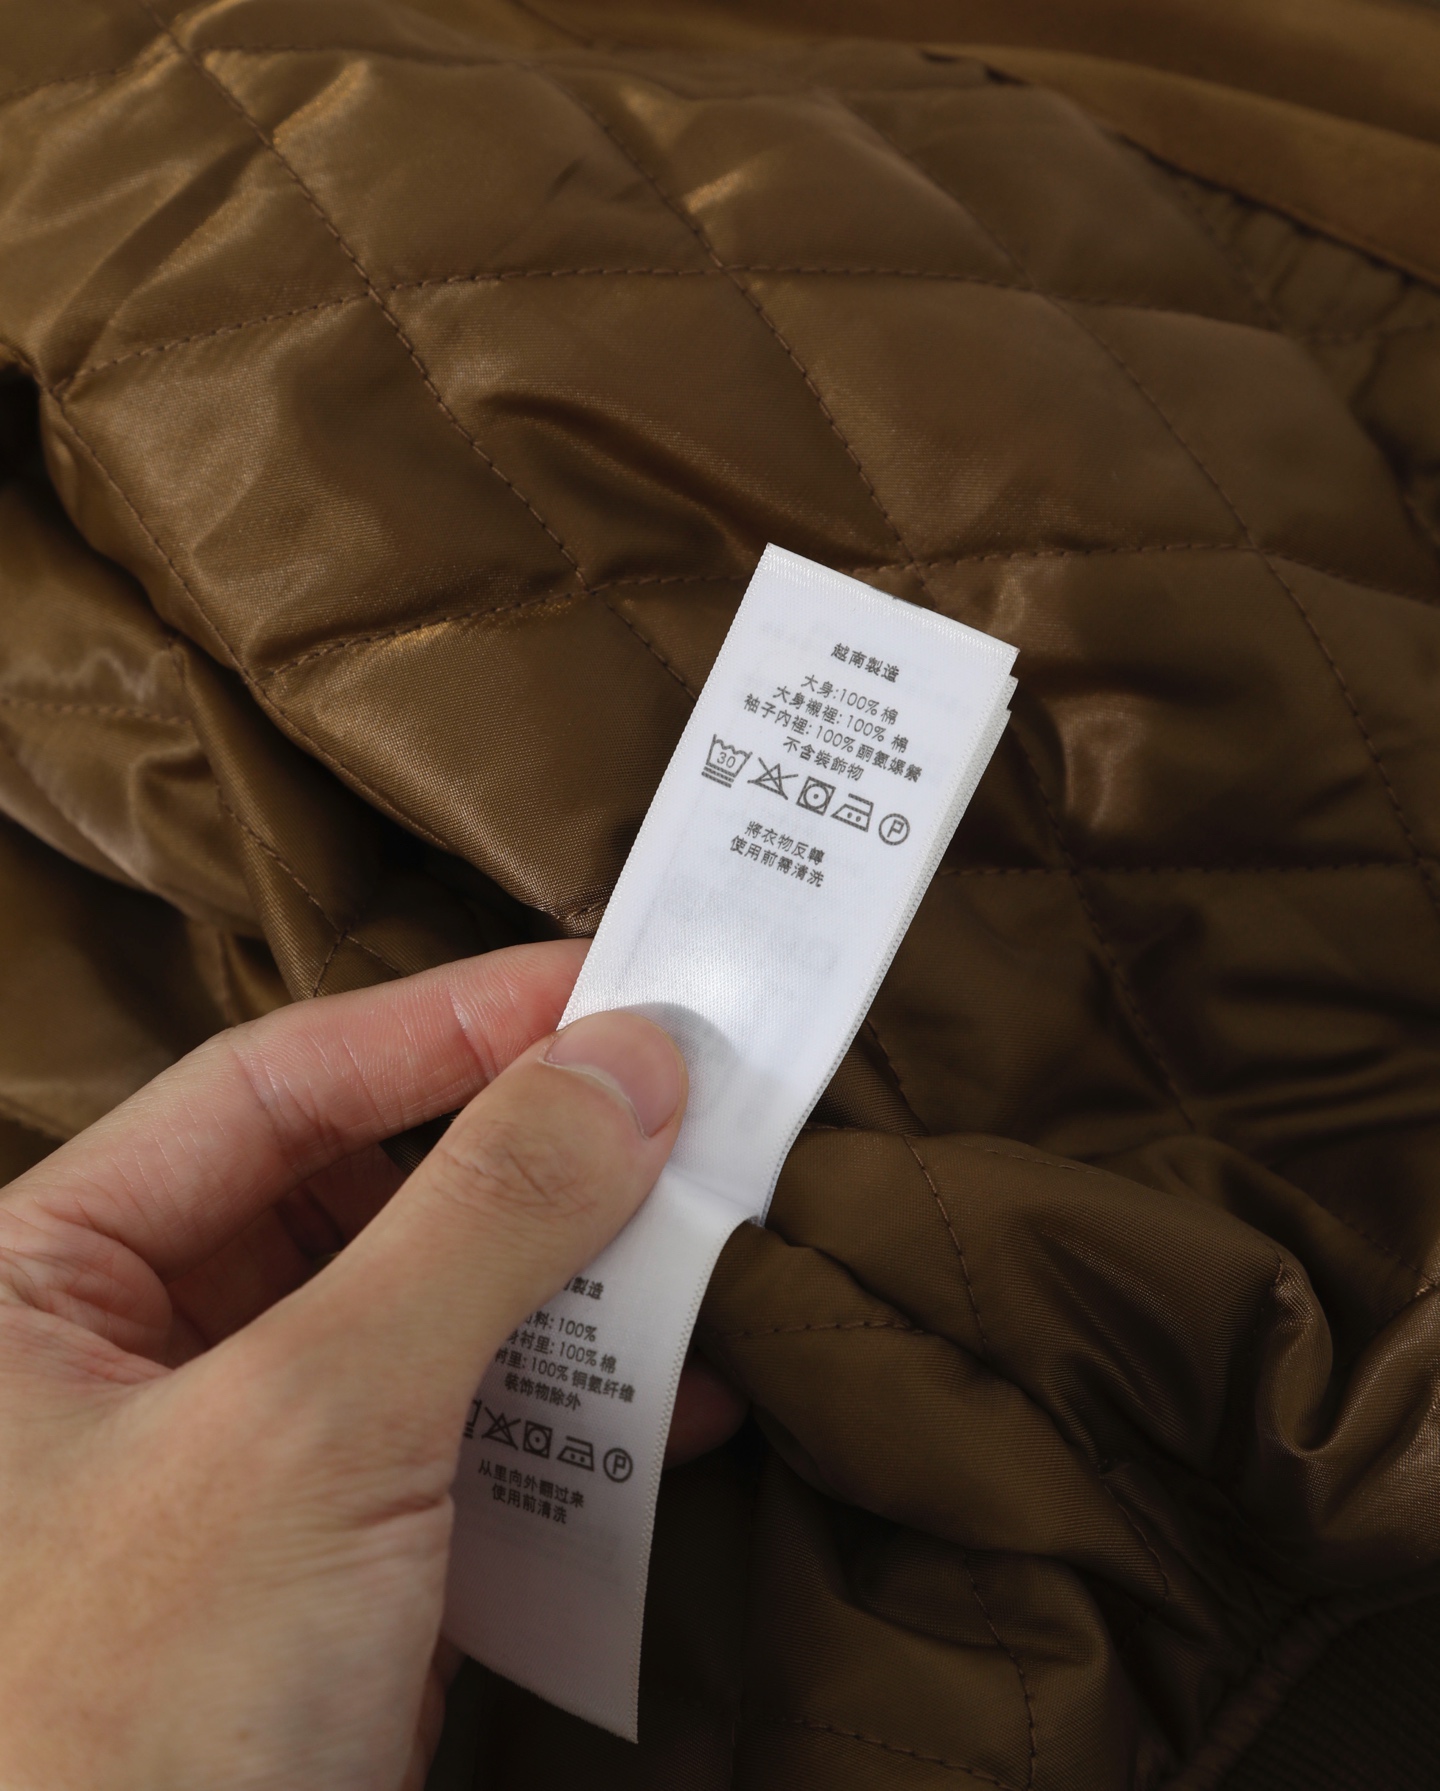 越南製造
大身:100% 棉
大身襯裡: 100% 棉
袖子內裡: 100% 酮氨嫘縈
不含裝飾物
30
P
將衣物反轉
使用前需清洗
製造
料: 100%
身衬里: 100% 棉
衬里: 100% 铜氨纤维
装饰物除外
P
从里向外翻过来
使用前清洗